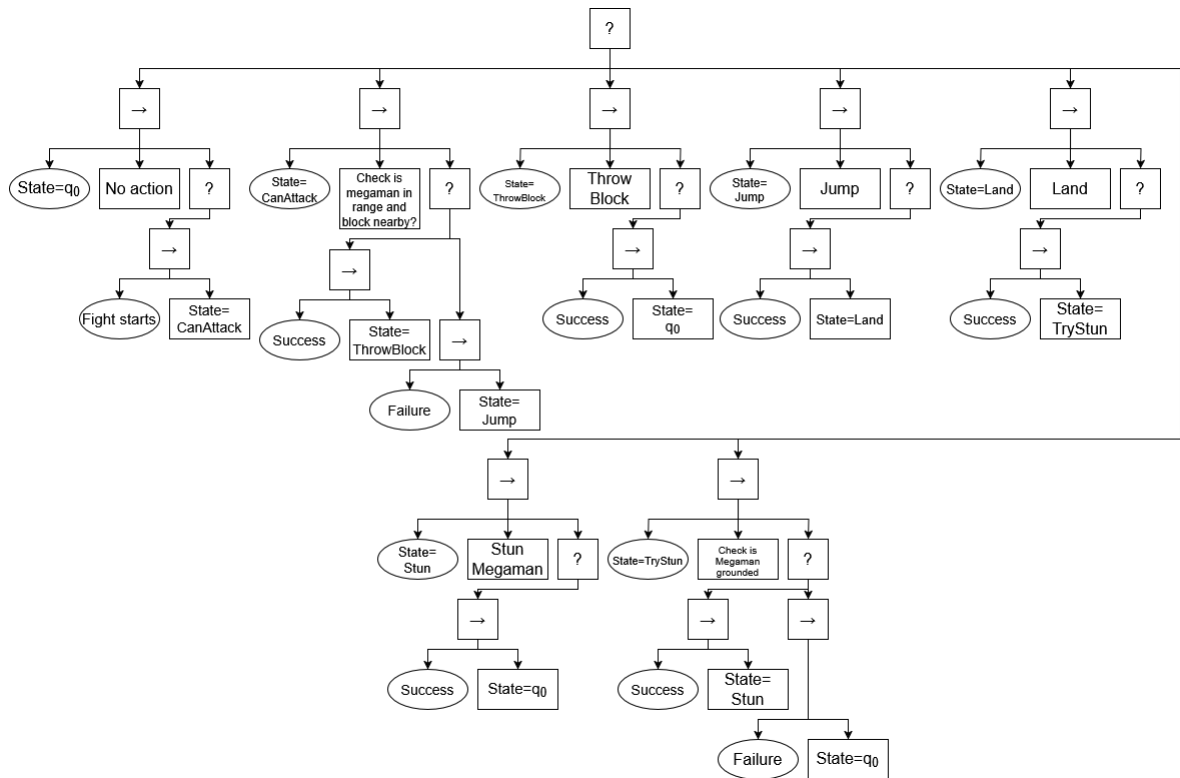 ?
→
→
→
→
→
State=q₀
No action
?
State=
CanAttack
Check is
megaman in
range and
block nearby?
?
State=
ThrowBlock
Throw
Block
?
State=
Jump
Jump
?
State=Land
Land
?
→
→
→
→
→
→
Fight starts
State=
CanAttack
Success
State=
ThrowBlock
Success
State=
q₀
Success
State=Land
Success
State=
TryStun
Failure
State=
Jump
→
→
State=
Stun
Stun
Megaman
?
State=TryStun
Check is
Megaman
grounded
?
→
→
→
Success
State=q₀
Success
State=
Stun
Failure
State=q₀